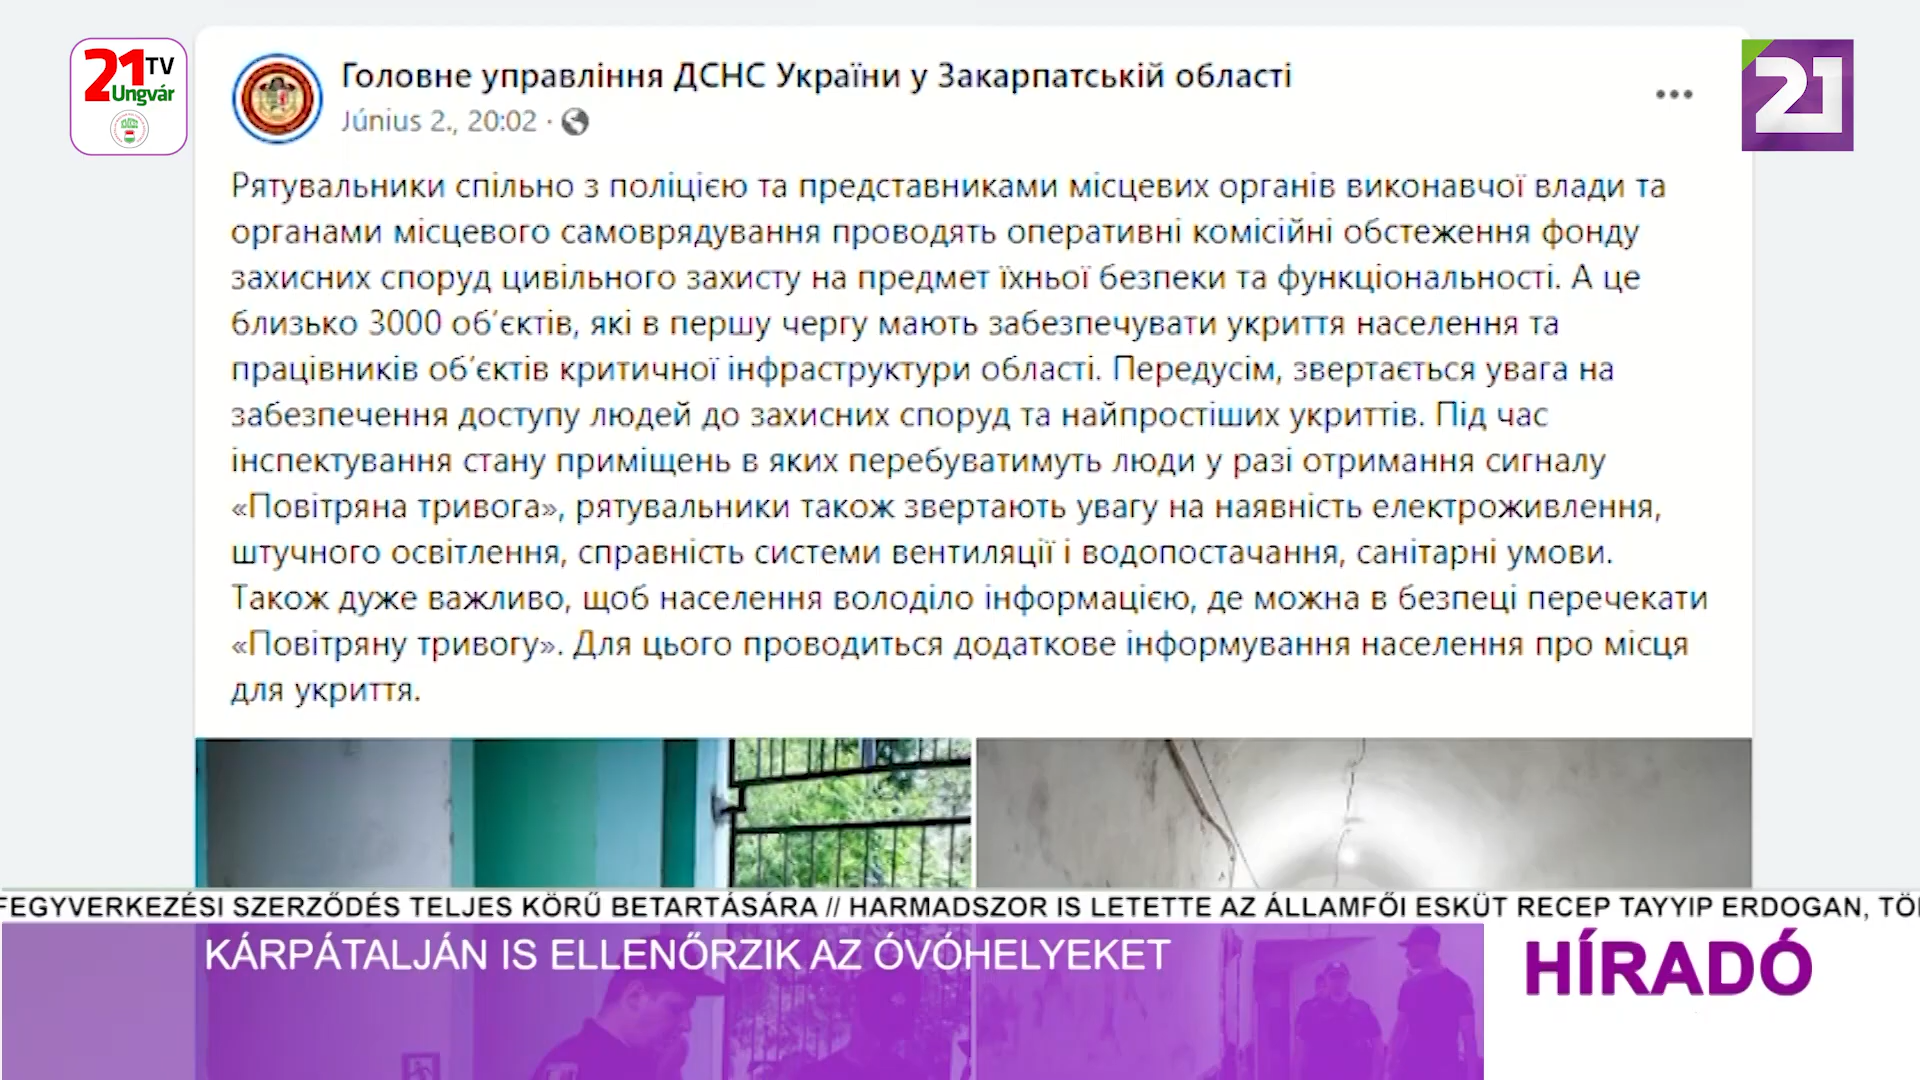 21 TV
Ungvár
21
Головне управління ДСНС України у Закарпатській області
Június 2., 20:02 ·
Рятувальники спільно з поліцією та представниками місцевих органів виконавчої влади та
органами місцевого самоврядування проводять оперативні комісійні обстеження фонду
захисних споруд цивільного захисту на предмет їхньої безпеки та функціональності. А це
близько 3000 об’єктів, які в першу чергу мають забезпечувати укриття населення та
працівників об’єктів критичної інфраструктури області. Передусім, звертається увага на
забезпечення доступу людей до захисних споруд та найпростіших укриттів. Під час
інспектування стану приміщень в яких перебуватимуть люди у разі отримання сигналу
«Повітряна тривога», рятувальники також звертають увагу на наявність електроживлення,
штучного освітлення, справність системи вентиляції і водопостачання, санітарні умови.
Також дуже важливо, щоб населення володіло інформацією, де можна в безпеці перечекати
«Повітряну тривогу». Для цього проводиться додаткове інформування населення про місця
для укриття.
FEGYVERKEZÉSI SZERZŐDÉS TELJES KÖRŰ BETARTÁSÁRA // HARMADSZOR IS LETETTE AZ ÁLLAMFŐI ESKÜT RECEP TAYYIP ERDOGAN,
KÁRPÁTALJÁN IS ELLENŐRZIK AZ ÓVÓHELYEKET
HÍRADÓ